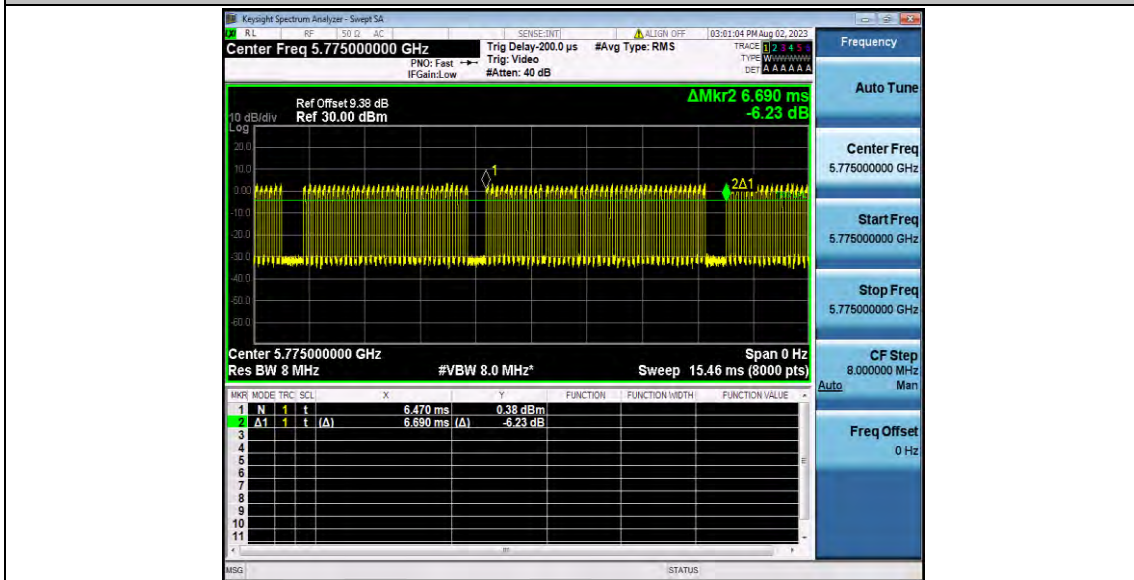 Keysight Spectrum Analyzer - Swept SA
RL RF 50 Ω AC SENSE:INT ALIGN OFF 03:01:04 PM Aug 02, 2023
Center Freq 5.775000000 GHz
PNO: Fast
IFGain:Low
Trig Delay-200.0 µs
Trig: Video
#Atten: 40 dB
#Avg Type: RMS
TRACE 1 2 3 4 5 6
TYPE W
DET A A A A A A
ΔMkr2 6.690 ms
-6.23 dB
Ref Offset 9.38 dB
10 dB/div Ref 30.00 dBm
Log
20.0
10.0
0.00
-10.0
-20.0
-30.0
-40.0
-50.0
-60.0
1
2Δ1
Center 5.775000000 GHz Span 0 Hz
Res BW 8 MHz #VBW 8.0 MHz* Sweep 15.46 ms (8000 pts)
MKR MODE TRC SCL X Y FUNCTION FUNCTION WIDTH FUNCTION VALUE
1 N 1 t 6.470 ms 0.38 dBm
2 Δ1 1 t (Δ) 6.690 ms (Δ) -6.23 dB
3
4
5
6
7
8
9
10
11
MSG STATUS
Frequency
Auto Tune
Center Freq
5.775000000 GHz
Start Freq
5.775000000 GHz
Stop Freq
5.775000000 GHz
CF Step
8.000000 MHz
Auto Man
Freq Offset
0 Hz